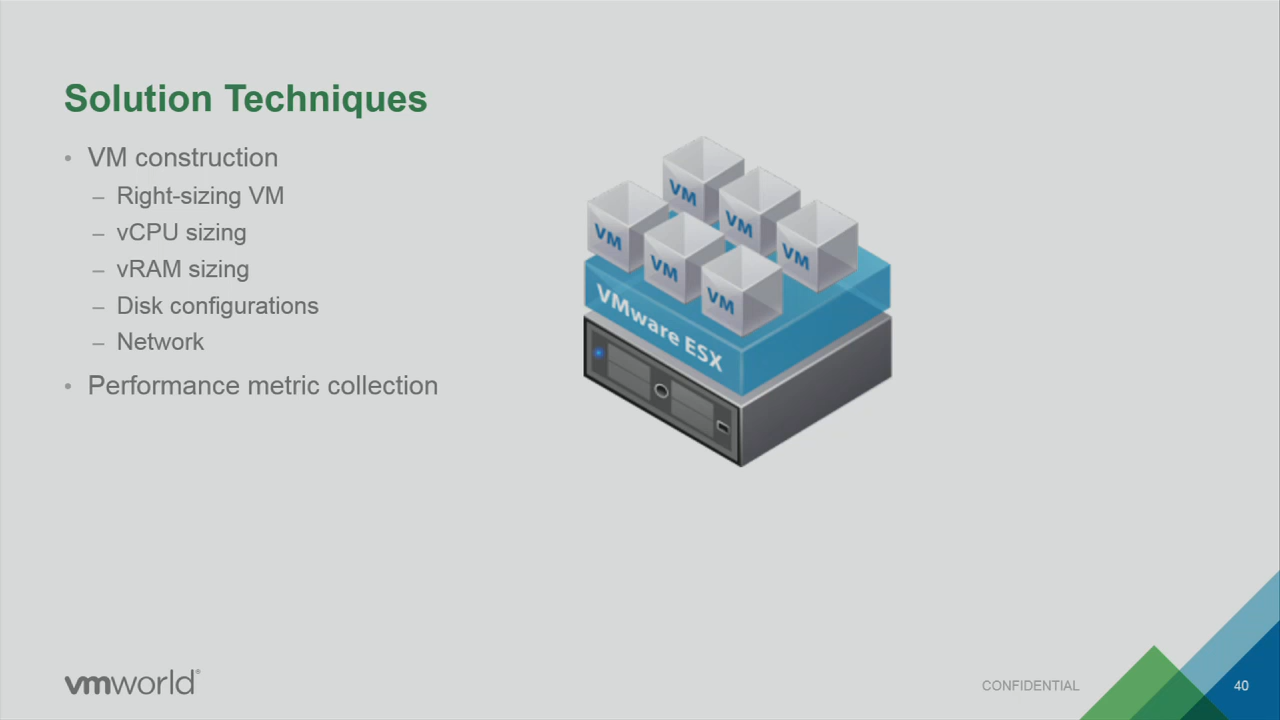 Solution Techniques
• VM construction
– Right-sizing VM
– vCPU sizing
– vRAM sizing
– Disk configurations
– Network
• Performance metric collection
VM
VM
VM
VM
VM
VM
VMware ESX
vmworld®
CONFIDENTIAL
40